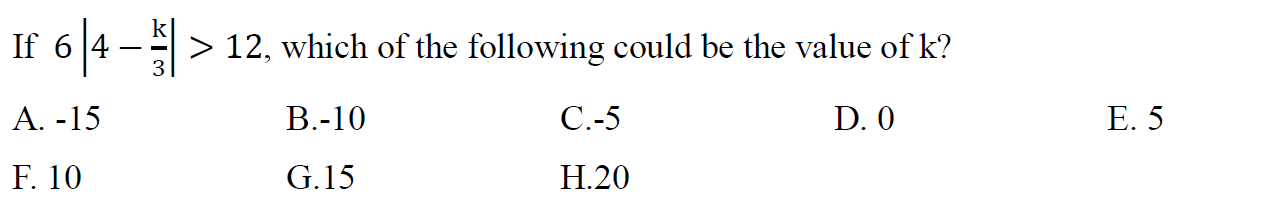 If 6 |4 − k/3| > 12, which of the following could be the value of k?
A. -15 B.-10 C.-5 D. 0 E. 5
F. 10 G.15 H.20